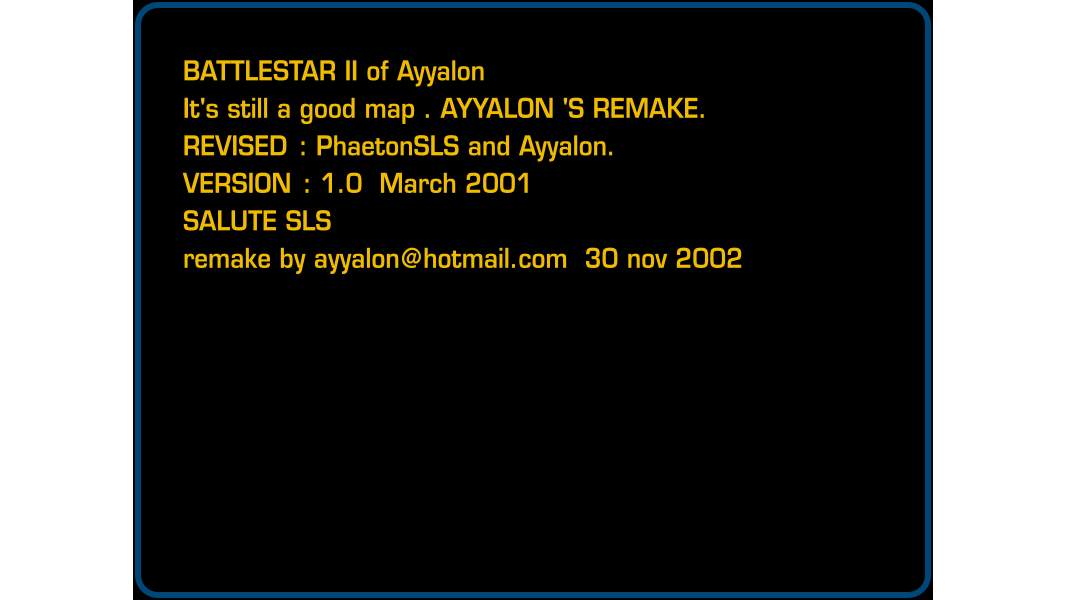 BATTLESTAR II of Ayyalon
It's still a good map . AYYALON 'S REMAKE.
REVISED : PhaetonSLS and Ayyalon.
VERSION : 1.0  March 2001
SALUTE SLS
remake by ayyalon@hotmail.com  30 nov 2002